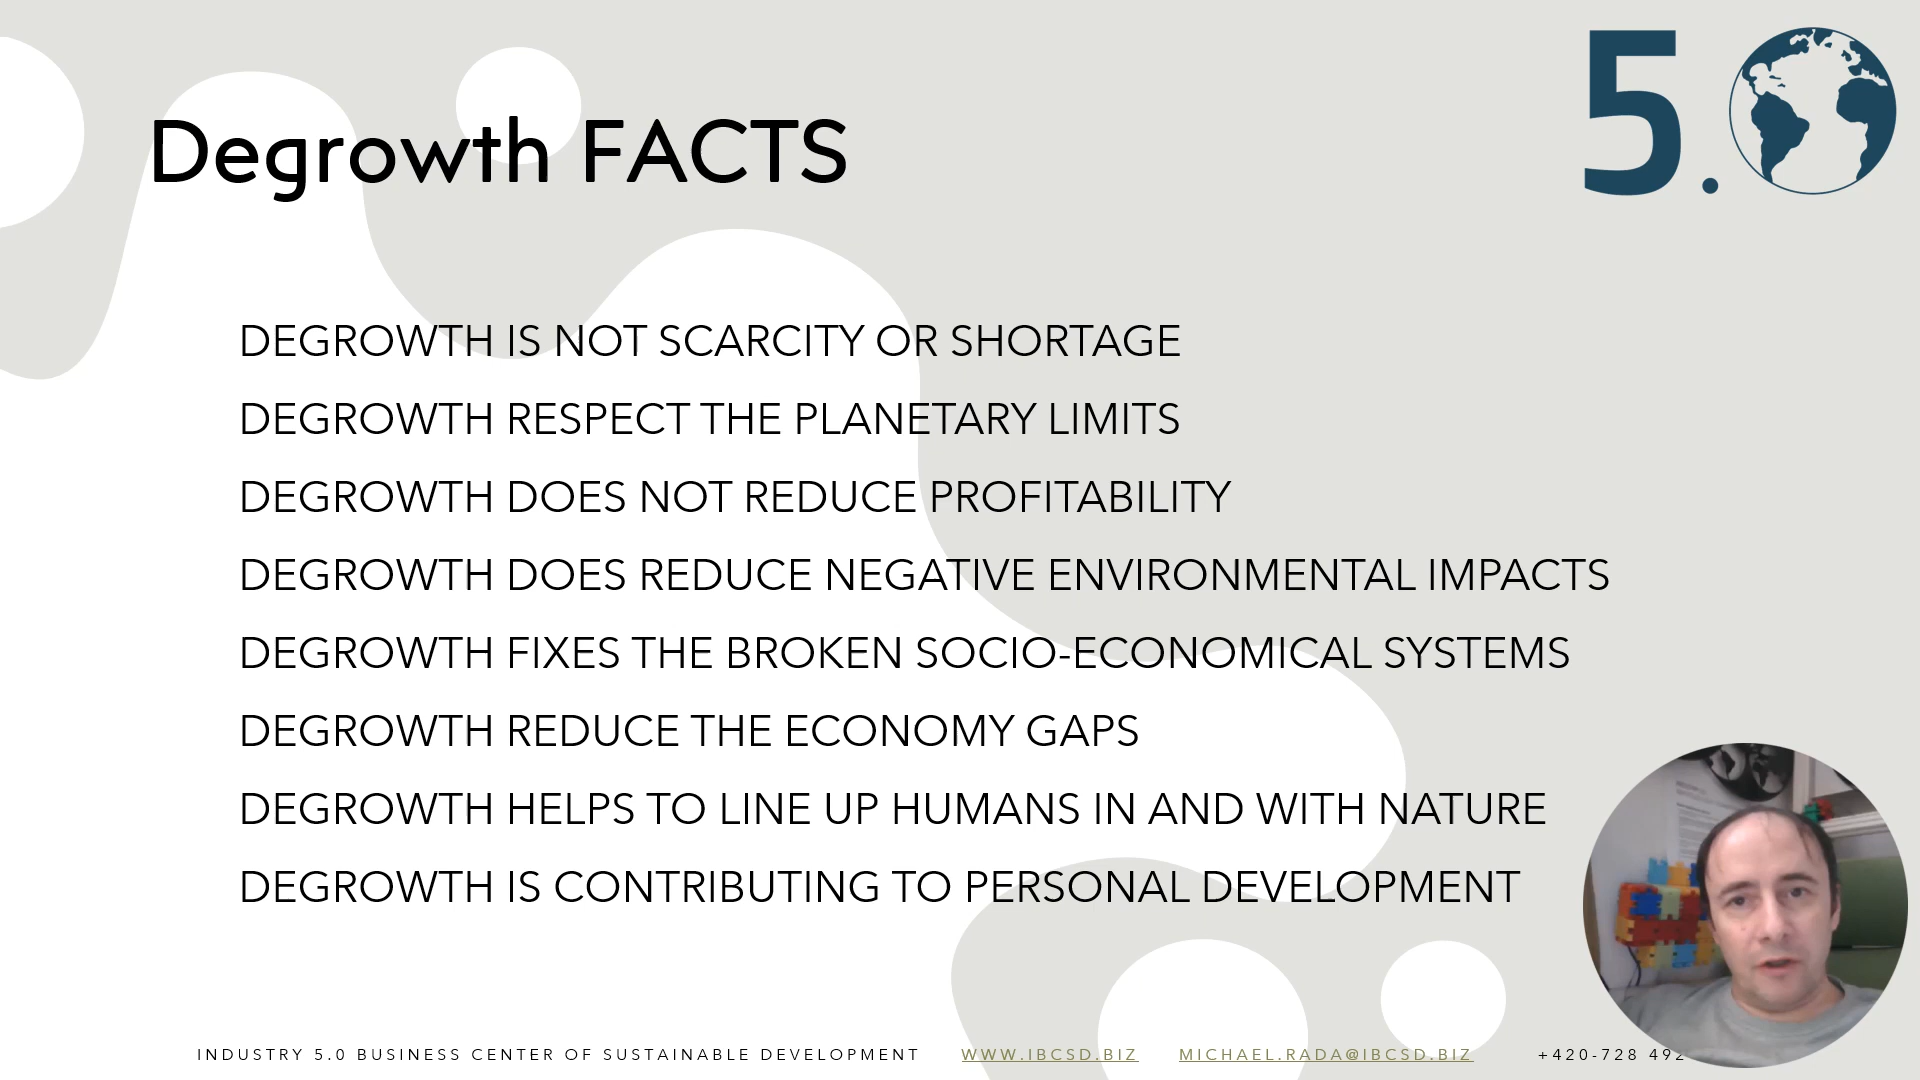 5.
Degrowth FACTS
DEGROWTH IS NOT SCARCITY OR SHORTAGE
DEGROWTH RESPECT THE PLANETARY LIMITS
DEGROWTH DOES NOT REDUCE PROFITABILITY
DEGROWTH DOES REDUCE NEGATIVE ENVIRONMENTAL IMPACTS
DEGROWTH FIXES THE BROKEN SOCIO-ECONOMICAL SYSTEMS
DEGROWTH REDUCE THE ECONOMY GAPS
DEGROWTH HELPS TO LINE UP HUMANS IN AND WITH NATURE
DEGROWTH IS CONTRIBUTING TO PERSONAL DEVELOPMENT
INDUSTRY 5.0 BUSINESS CENTER OF SUSTAINABLE DEVELOPMENT WWW.IBCSD.BIZ MICHAEL.RADA@IBCSD.BIZ +420-728 492